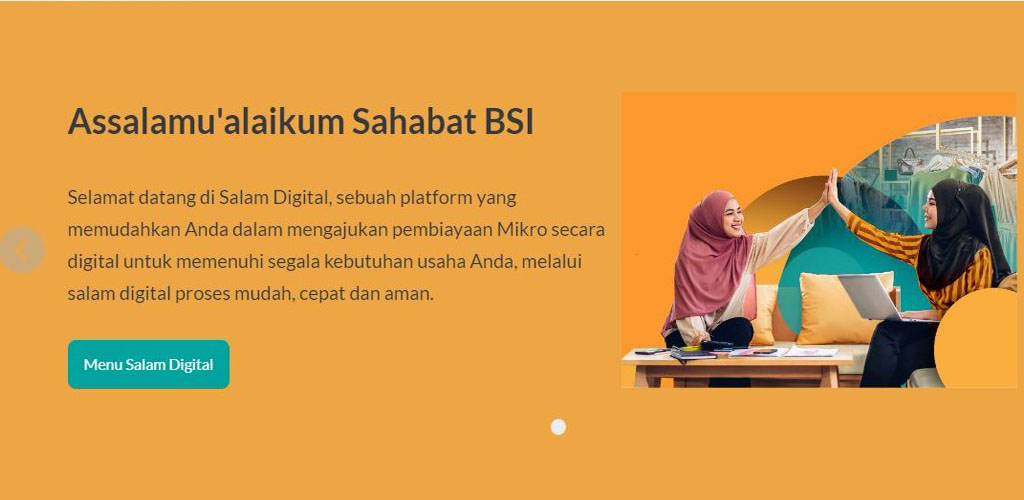 Assalamu'alaikum Sahabat BSI
Selamat datang di Salam Digital, sebuah platform yang
memudahkan Anda dalam mengajukan pembiayaan Mikro secara
digital untuk memenuhi segala kebutuhan usaha Anda, melalui
salam digital proses mudah, cepat dan aman.
Menu Salam Digital